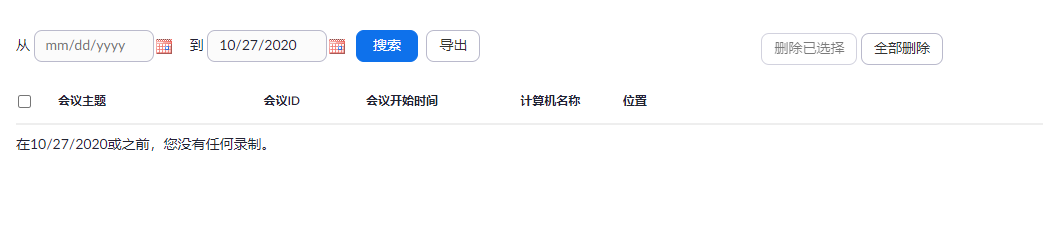 从 mm/dd/yyyy 到 10/27/2020 搜索 导出 删除已选择 全部删除
会议主题 会议ID 会议开始时间 计算机名称 位置
在10/27/2020或之前，您没有任何录制。